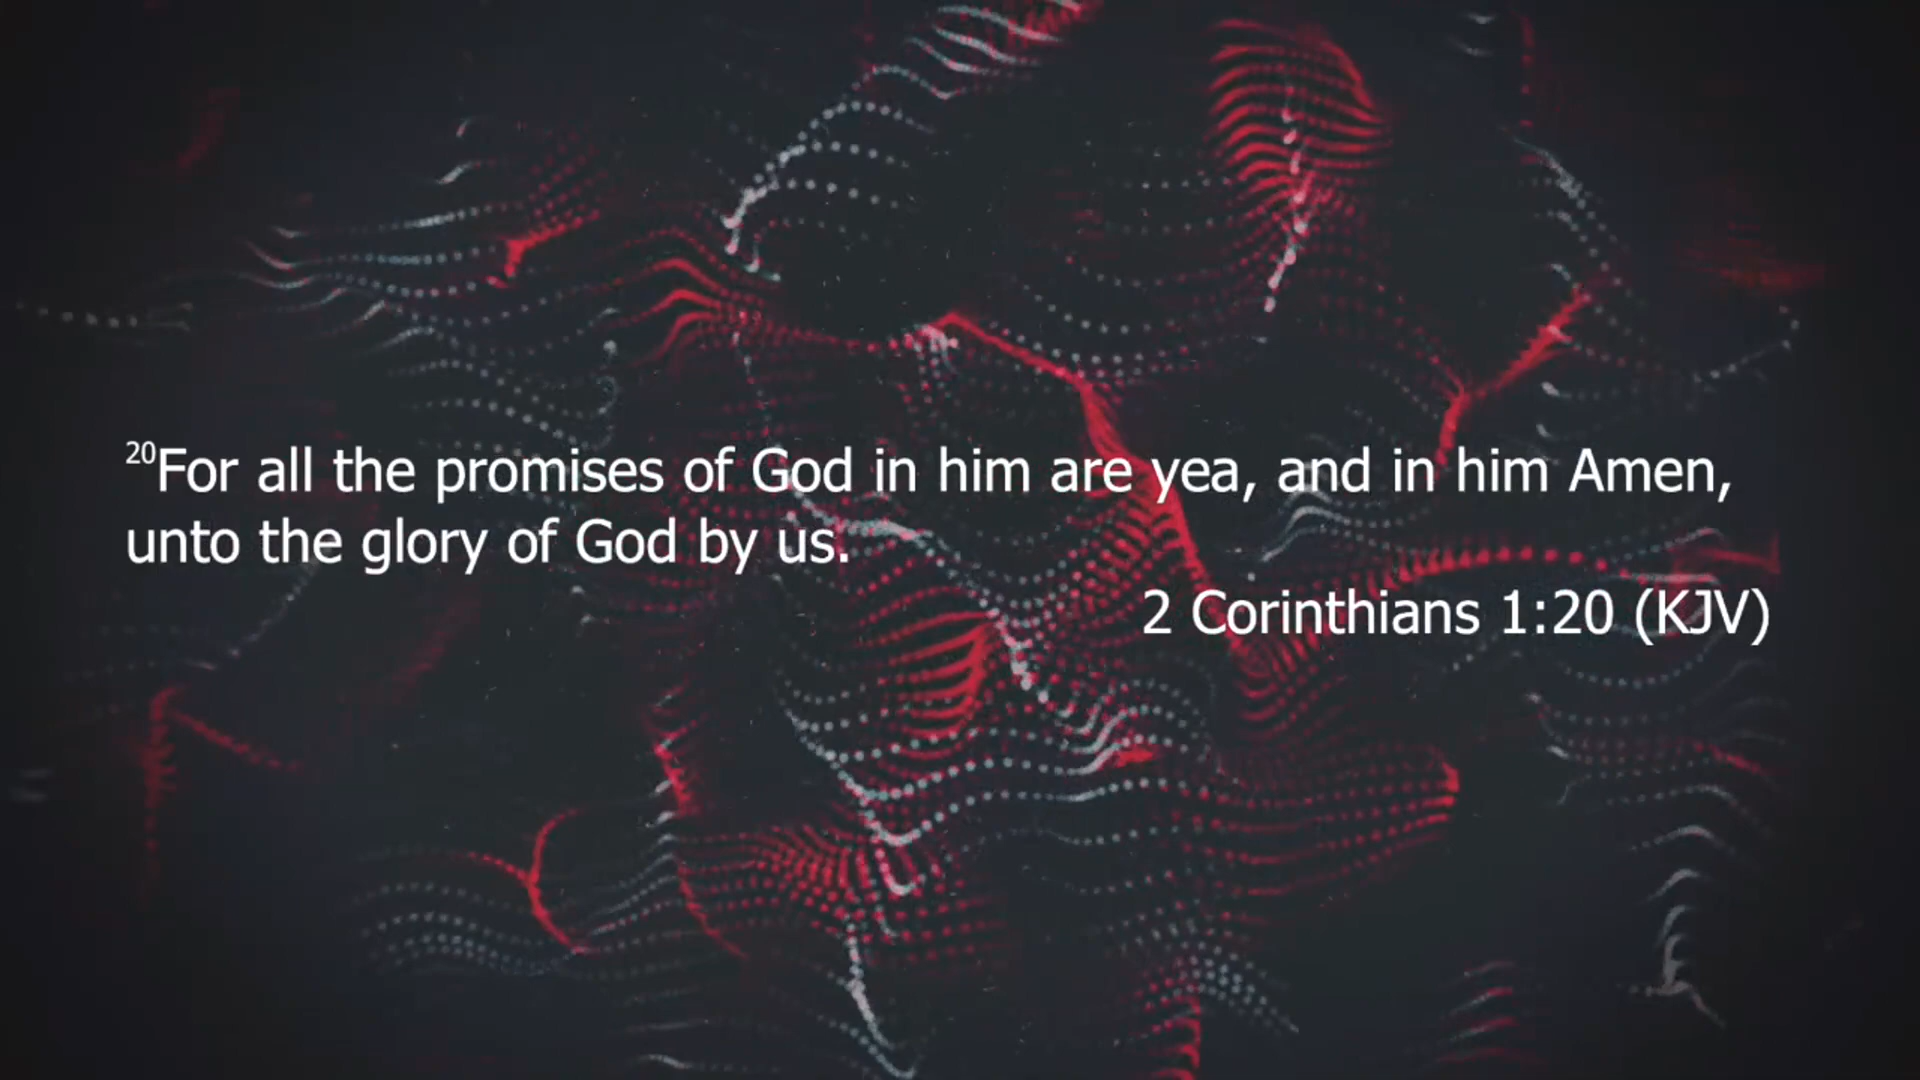 ²⁰For all the promises of God in him are yea, and in him Amen,
unto the glory of God by us.
2 Corinthians 1:20 (KJV)